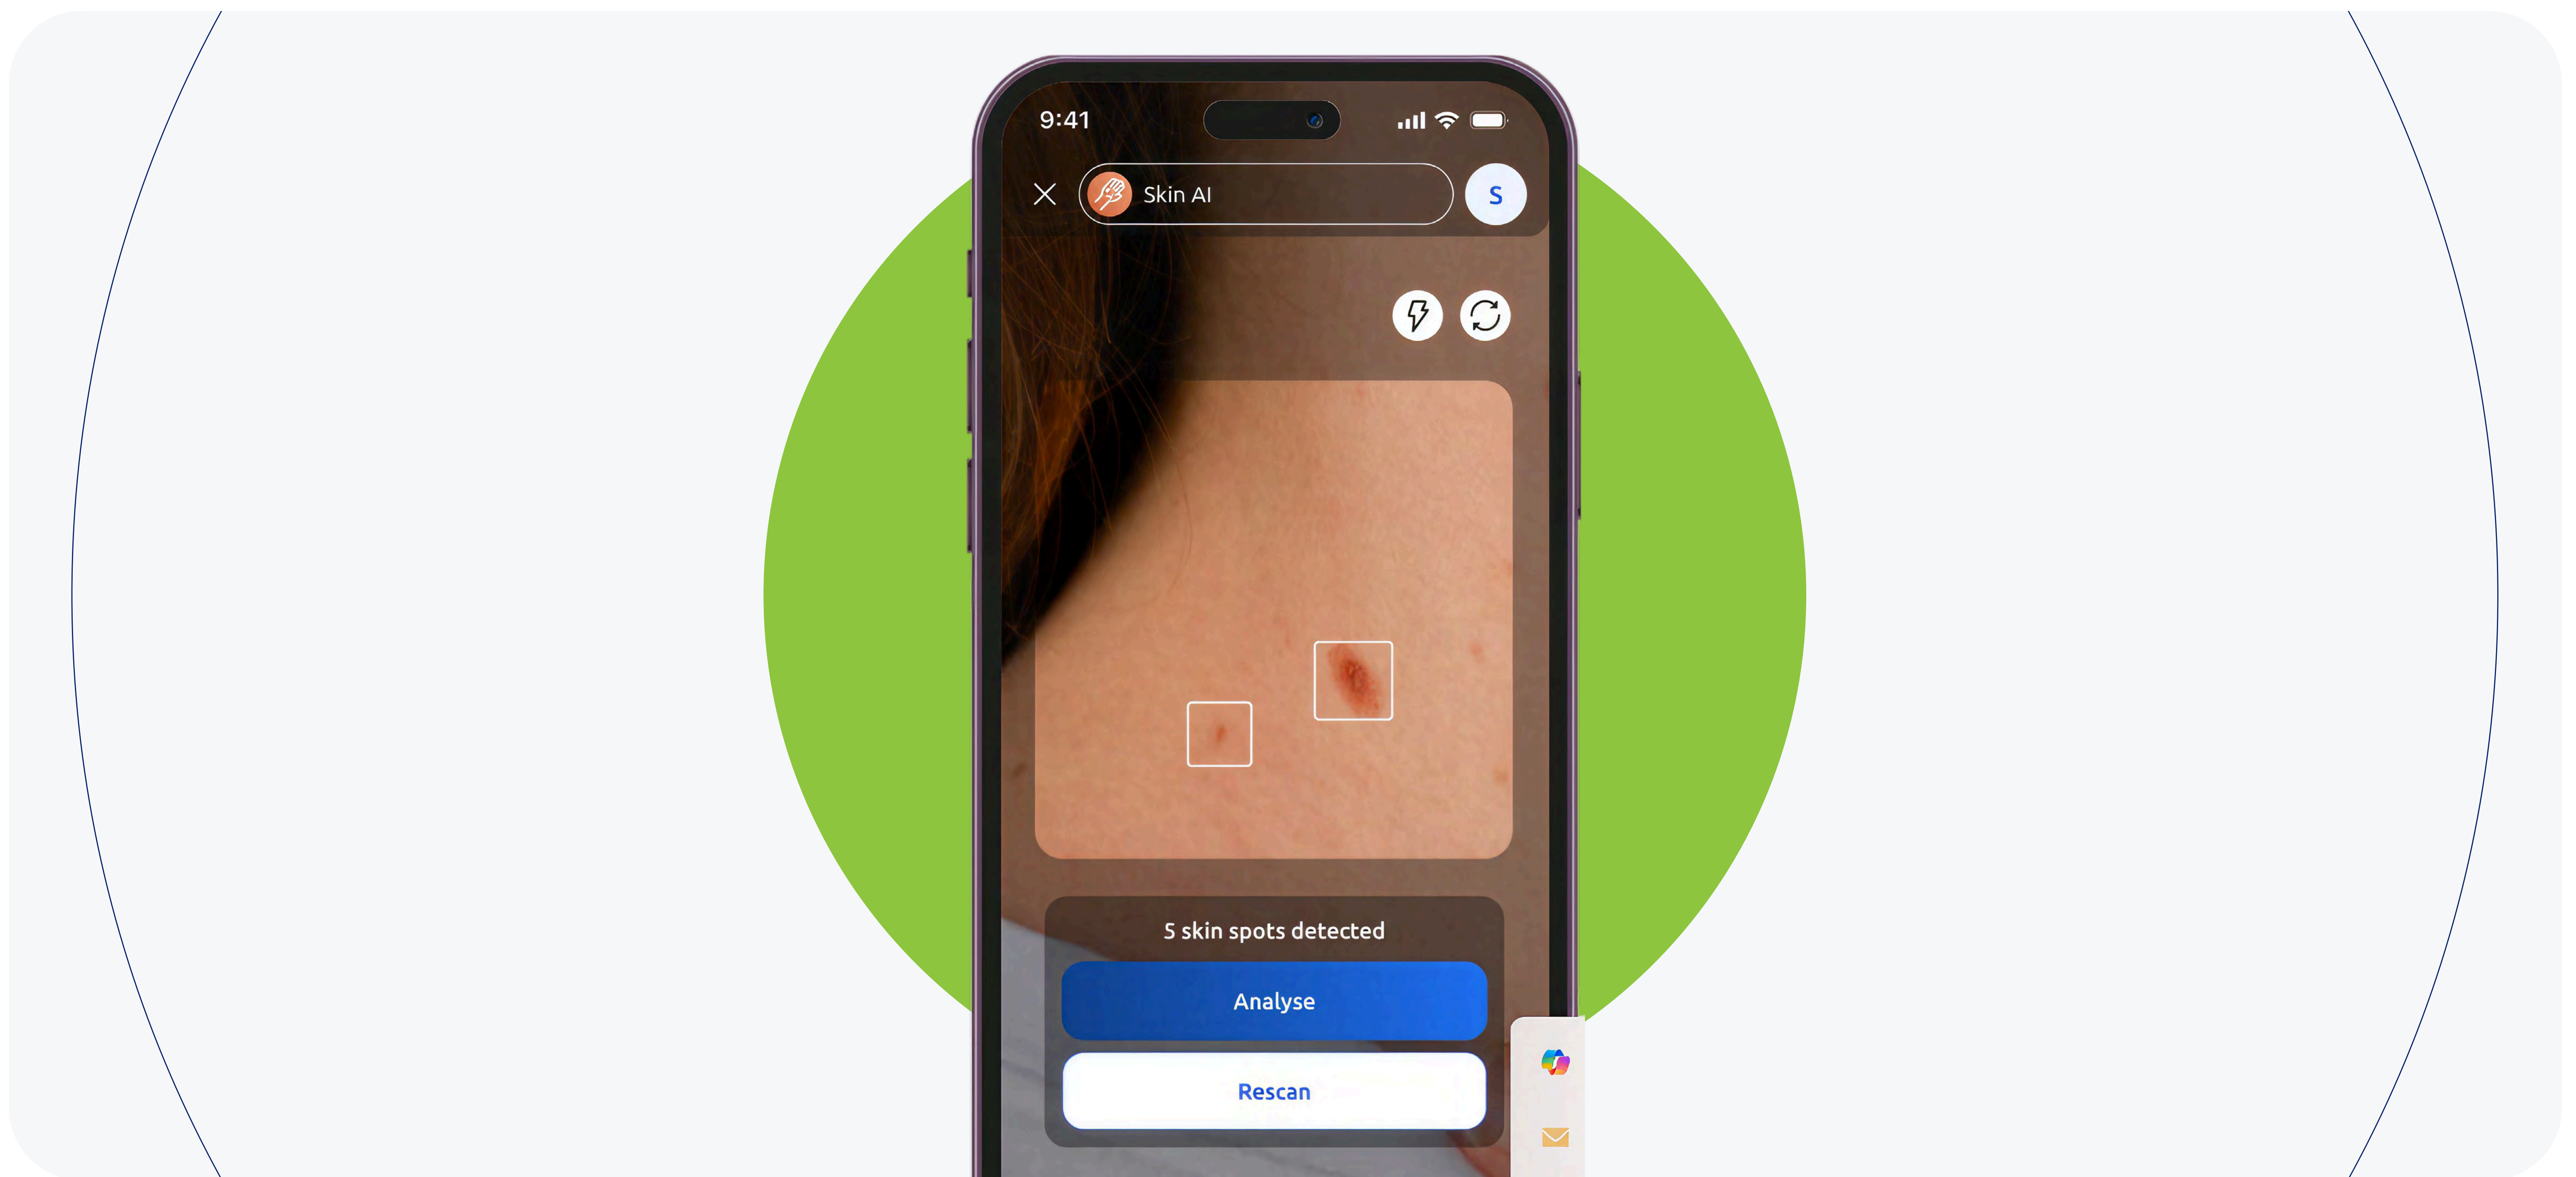 9:41
Skin AI
S
5 skin spots detected
Analyse
Rescan